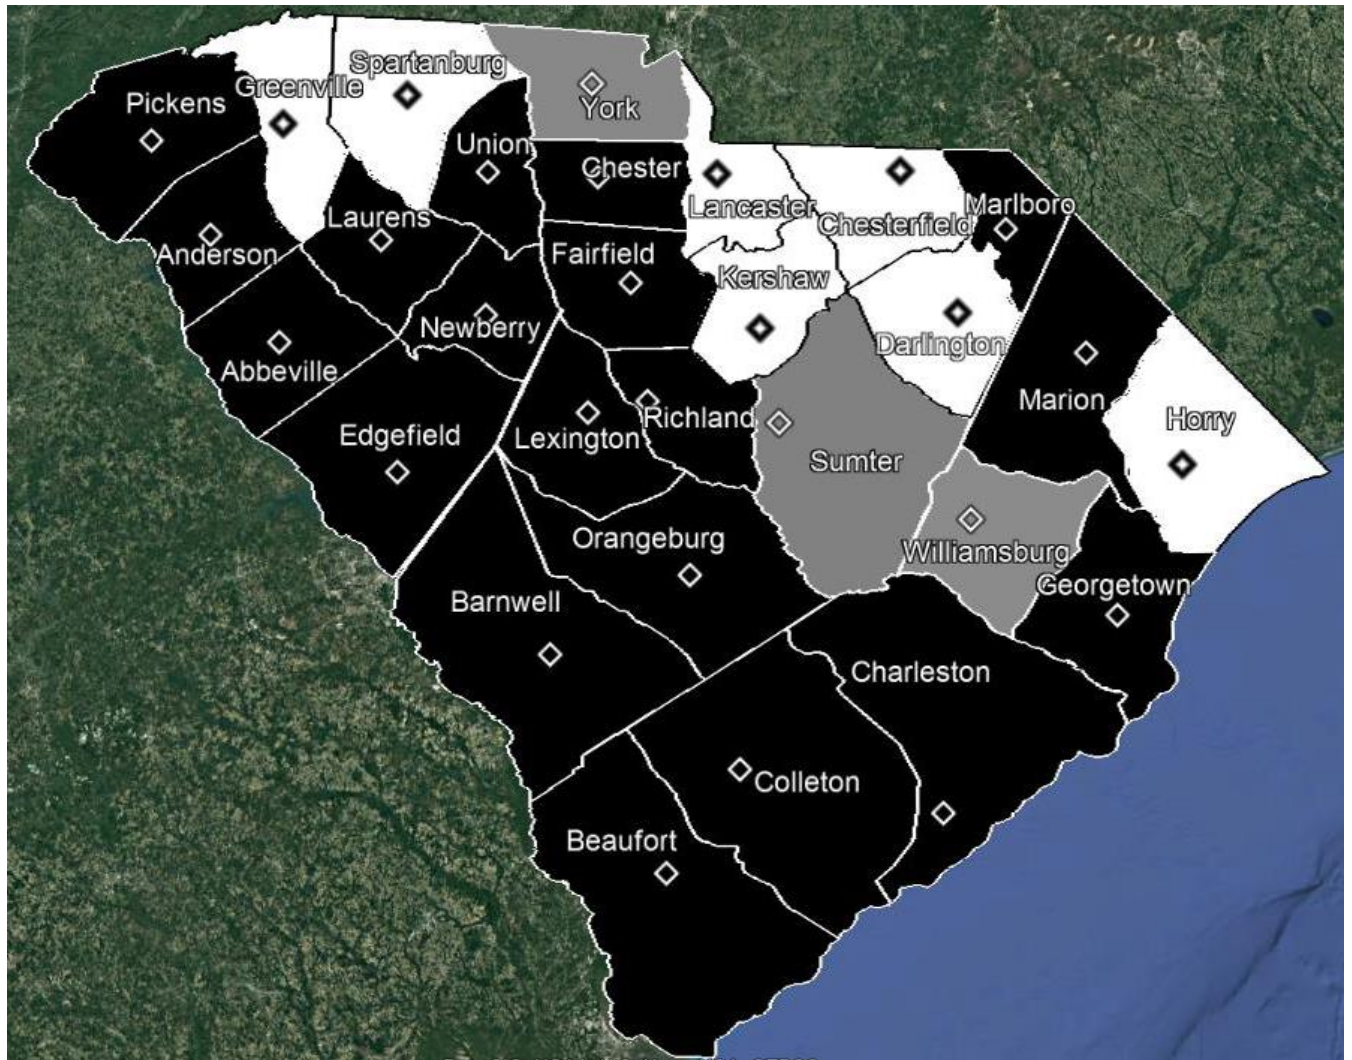 Spartanburg
Greenville
Pickens
York
Union
Chester
Lancaster
Chesterfield
Marlboro
Laurens
Anderson
Fairfield
Kershaw
Newberry
Darlington
Abbeville
Marion
Horry
Edgefield
Lexington
Richland
Sumter
Orangeburg
Williamsburg
Georgetown
Barnwell
Charleston
Colleton
Beaufort